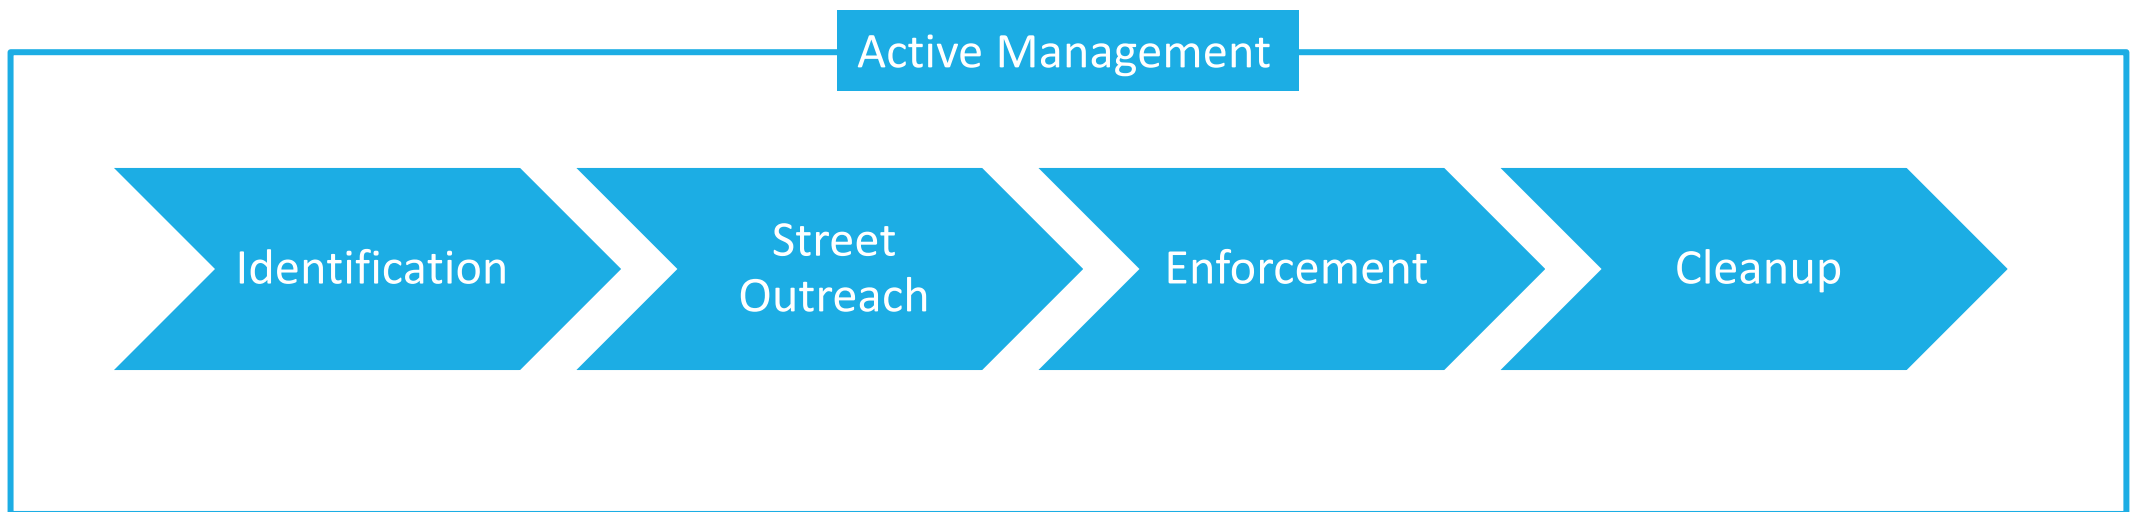 Active Management
Identification
Street
Outreach
Enforcement
Cleanup